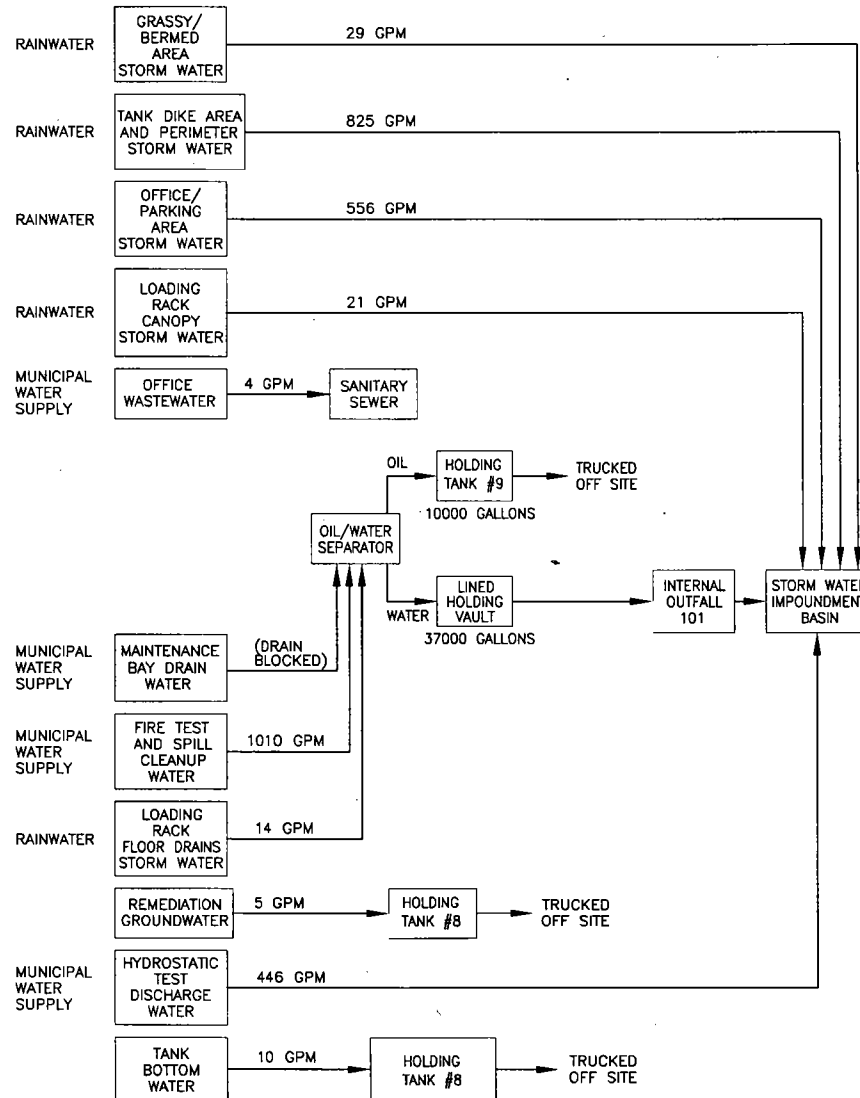 GRASSY/
BERMED
AREA
STORM WATER
RAINWATER
29 GPM
TANK DIKE AREA
AND PERIMETER
STORM WATER
RAINWATER
825 GPM
OFFICE/
PARKING
AREA
STORM WATER
RAINWATER
556 GPM
LOADING
RACK
CANOPY
STORM WATER
RAINWATER
21 GPM
MUNICIPAL
WATER
SUPPLY
OFFICE
WASTEWATER
4 GPM
SANITARY
SEWER
OIL/WATER
SEPARATOR
OIL
HOLDING
TANK #9
10000 GALLONS
TRUCKED
OFF SITE
WATER
LINED
HOLDING
VAULT
37000 GALLONS
INTERNAL
OUTFALL
101
STORM WATER
IMPOUNDMENT
BASIN
MUNICIPAL
WATER
SUPPLY
MAINTENANCE
BAY DRAIN
WATER
(DRAIN
BLOCKED)
MUNICIPAL
WATER
SUPPLY
FIRE TEST
AND SPILL
CLEANUP
WATER
1010 GPM
RAINWATER
LOADING
RACK
FLOOR DRAINS
STORM WATER
14 GPM
REMEDIATION
GROUNDWATER
5 GPM
HOLDING
TANK #8
TRUCKED
OFF SITE
MUNICIPAL
WATER
SUPPLY
HYDROSTATIC
TEST
DISCHARGE
WATER
446 GPM
TANK
BOTTOM
WATER
10 GPM
HOLDING
TANK #8
TRUCKED
OFF SITE